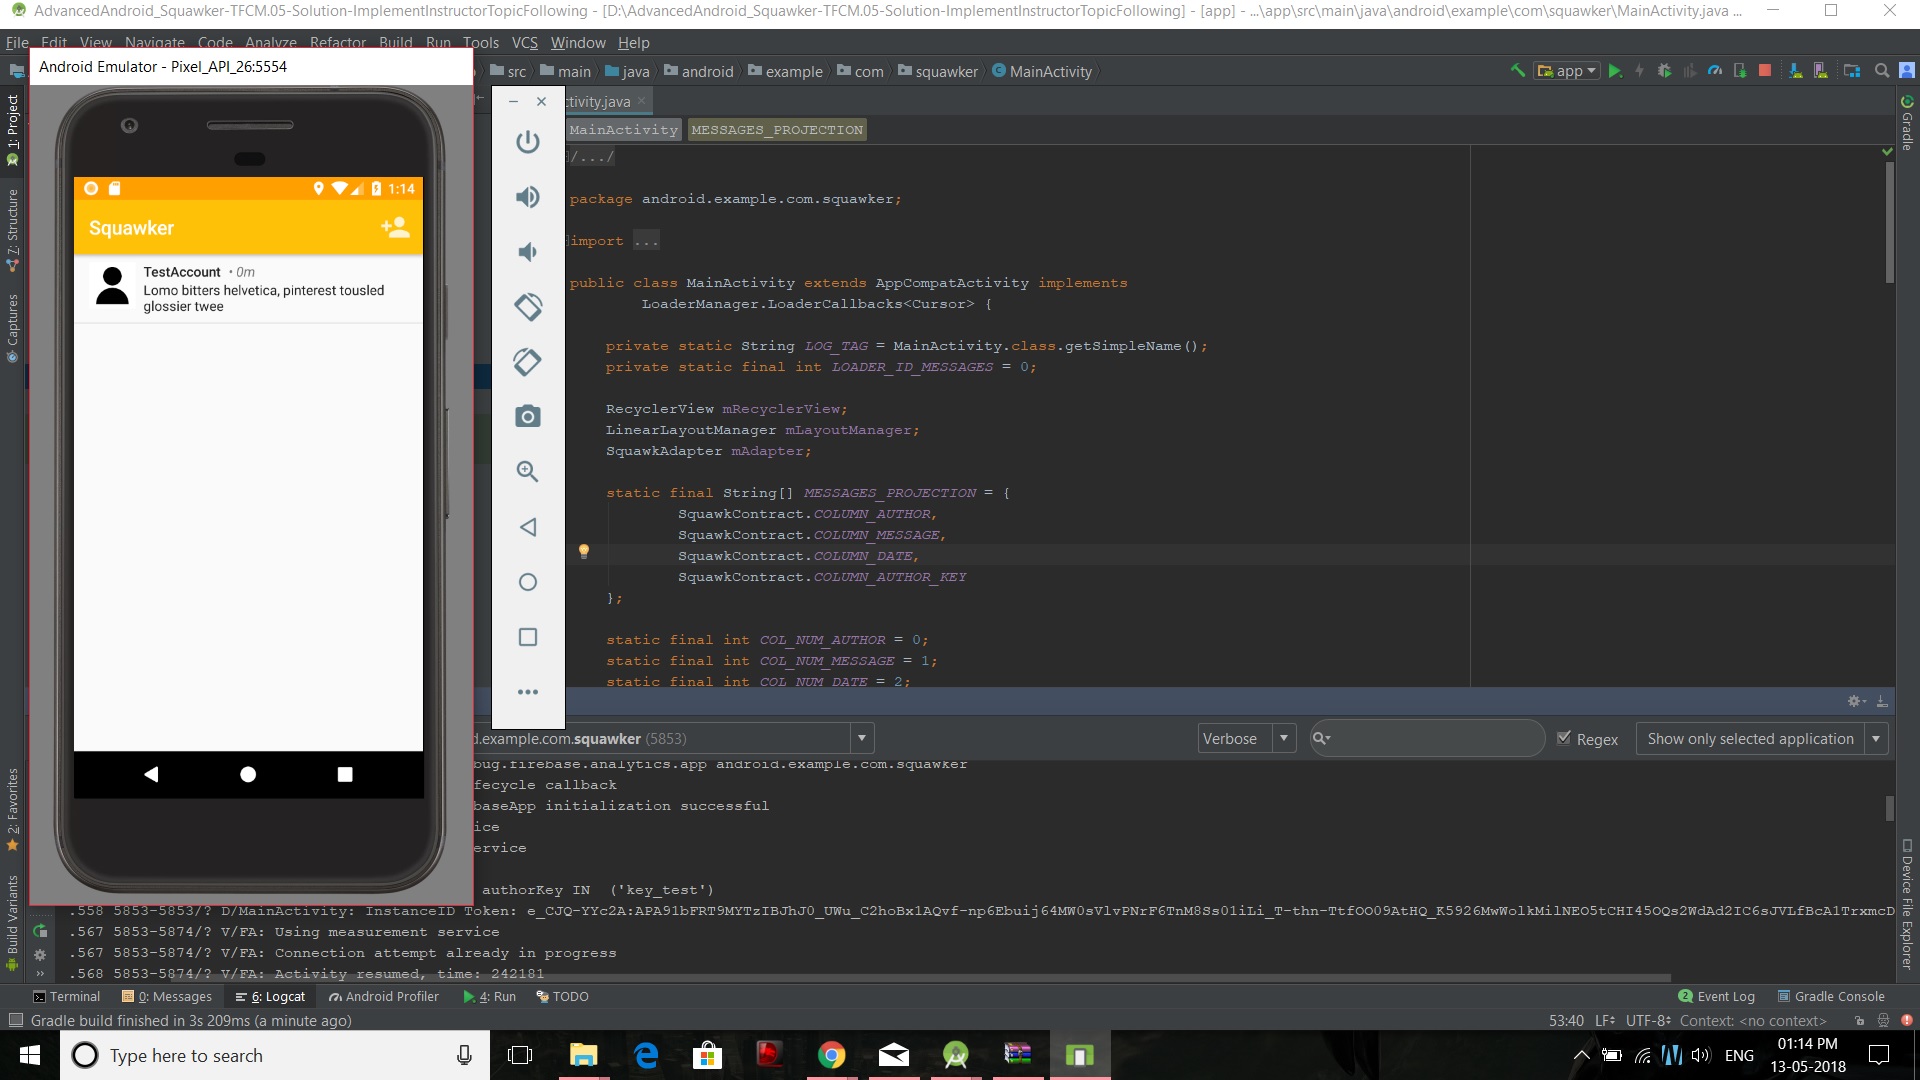 AdvancedAndroid_Squawker-TFCM.05-Solution-ImplementInstructorTopicFollowing - [D:\AdvancedAndroid_Squawker-TFCM.05-Solution-ImplementInstructorTopicFollowing] - [app] - ...\app\src\main\java\android\example\com\squawker\MainActivity.java ...
File Edit View Navigate Code Analyze Refactor Build Run Tools VCS Window Help
Android Emulator - Pixel_API_26:5554
src main java android example com squawker MainActivity
app
1: Project
7: Structure
Captures
2: Favorites
Build Variants
Gradle
Device File Explorer
1:14
Squawker
TestAccount • 0m
Lomo bitters helvetica, pinterest tousled
glossier twee
ctivity.java
MainActivity MESSAGES_PROJECTION
/.../
package android.example.com.squawker;
import ...
public class MainActivity extends AppCompatActivity implements
LoaderManager.LoaderCallbacks<Cursor> {
private static String LOG_TAG = MainActivity.class.getSimpleName();
private static final int LOADER_ID_MESSAGES = 0;
RecyclerView mRecyclerView;
LinearLayoutManager mLayoutManager;
SquawkAdapter mAdapter;
static final String[] MESSAGES_PROJECTION = {
SquawkContract.COLUMN_AUTHOR,
SquawkContract.COLUMN_MESSAGE,
SquawkContract.COLUMN_DATE,
SquawkContract.COLUMN_AUTHOR_KEY
};
static final int COL_NUM_AUTHOR = 0;
static final int COL_NUM_MESSAGE = 1;
static final int COL_NUM_DATE = 2;
d.example.com.squawker (5853)
Verbose
Regex
Show only selected application
bug.firebase.analytics.app android.example.com.squawker
fecycle callback
baseApp initialization successful
ice
ervice
authorKey IN ('key_test')
.558 5853-5853/? D/MainActivity: InstanceID Token:
.567 5853-5874/? V/FA: Using measurement service
.567 5853-5874/? V/FA: Connection attempt already in progress
.568 5853-5874/? V/FA: Activity resumed, time: 242181
Terminal 0: Messages 6: Logcat Android Profiler 4: Run TODO
2 Event Log Gradle Console
Gradle build finished in 3s 209ms (a minute ago)
53:40 LF UTF-8 Context: <no context>
Type here to search
ENG
01:14 PM
13-05-2018